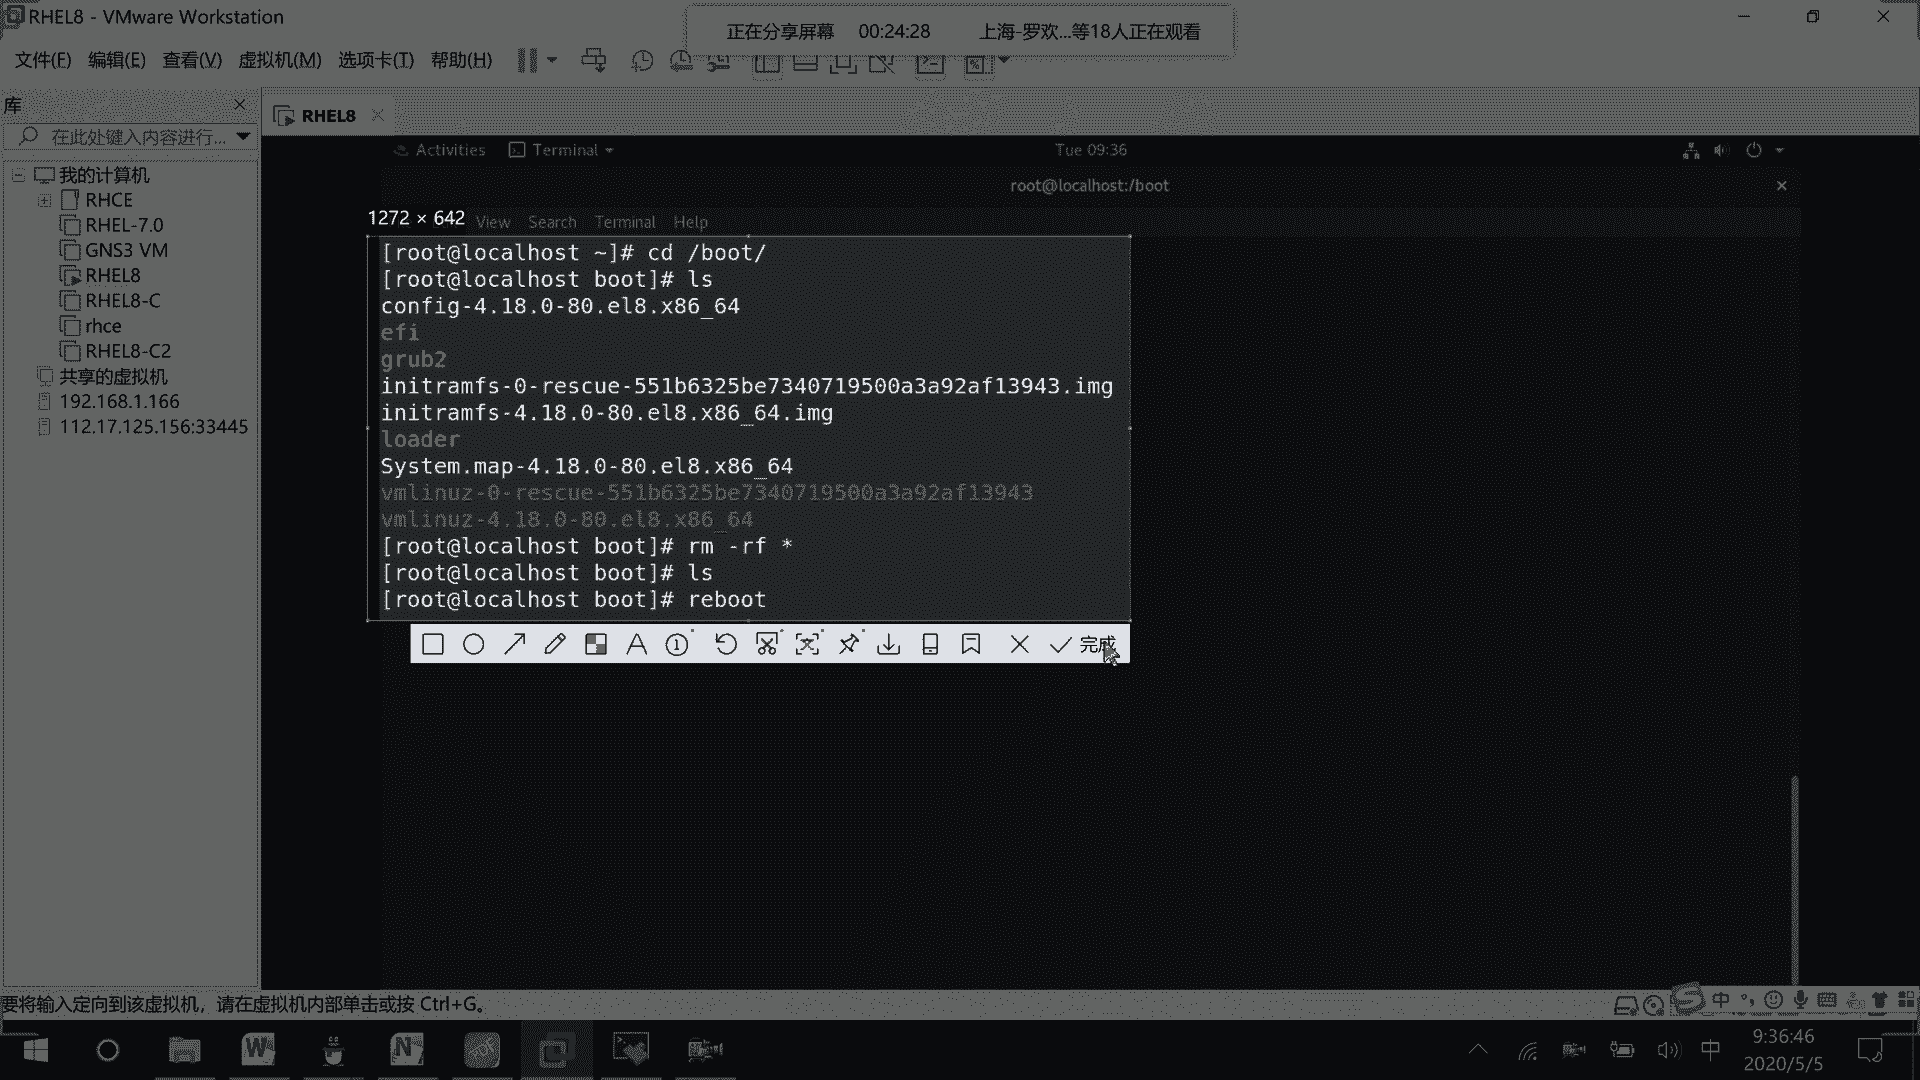 RHEL8 - VMware Workstation
正在分享屏幕 00:24:28 上海-罗欢...等18人正在观看
文件(F) 编辑(E) 查看(V) 虚拟机(M) 选项卡(T) 帮助(H)
库
在此处键入内容进行...
RHEL8
我的计算机
RHCE
RHEL-7.0
GNS3 VM
RHEL8
RHEL8-C
rhce
RHEL8-C2
共享的虚拟机
192.168.1.166
112.17.125.156:33445
Activities Terminal Tue 09:36
root@localhost:/boot
1272 × 642 View Search Terminal Help
[root@localhost ~]# cd /boot/
[root@localhost boot]# ls
config-4.18.0-80.el8.x86_64
efi
grub2
initramfs-0-rescue-551b6325be7340719500a3a92af13943.img
initramfs-4.18.0-80.el8.x86_64.img
loader
System.map-4.18.0-80.el8.x86_64
vmlinuz-0-rescue-551b6325be7340719500a3a92af13943
vmlinuz-4.18.0-80.el8.x86_64
[root@localhost boot]# rm -rf *
[root@localhost boot]# ls
[root@localhost boot]# reboot
完成
要将输入定向到该虚拟机，请在虚拟机内部单击或按 Ctrl+G。
中
中
9:36:46
2020/5/5